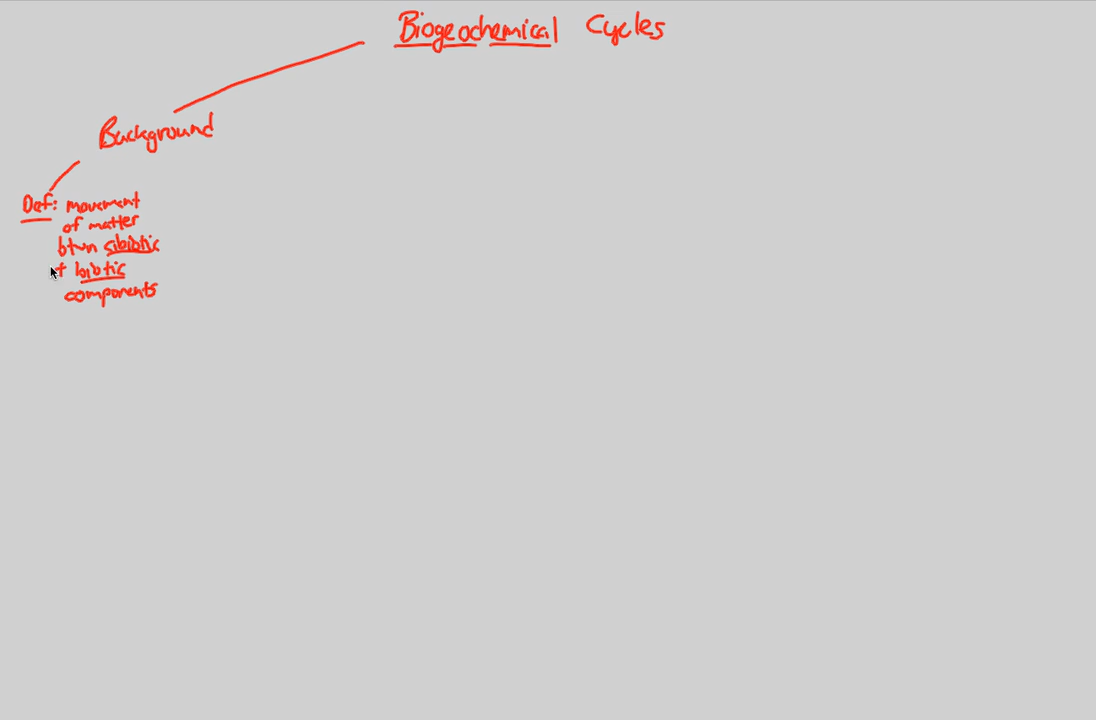 Biogeochemical Cycles
Background
Def: movement
of matter
btwn abiotic
+ biotic
components